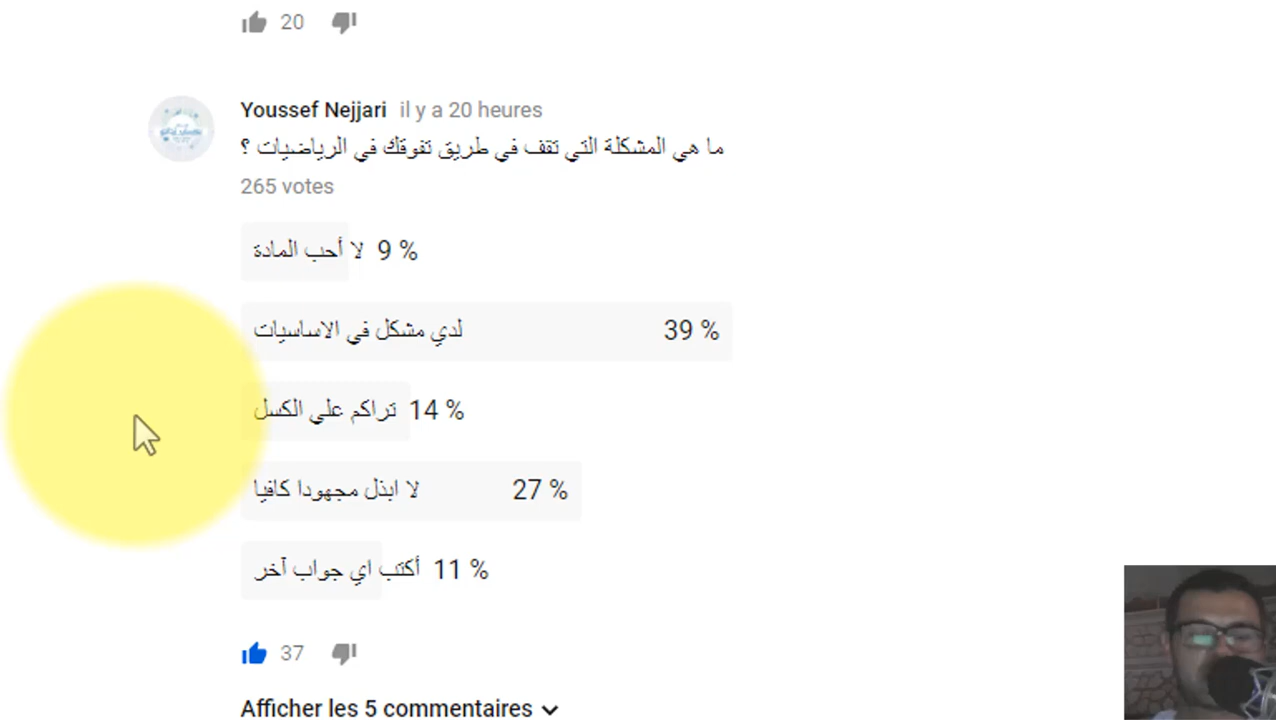 20
Youssef Nejjari il y a 20 heures
ما هي المشكلة التي تقف في طريق تفوقك في الرياضيات ؟
265 votes
لا أحب المادة 9 %
لدي مشكل في الاساسيات 39 %
تراكم علي الكسل 14 %
لا ابذل مجهودا كافيا 27 %
أكتب اي جواب آخر 11 %
37
Afficher les 5 commentaires